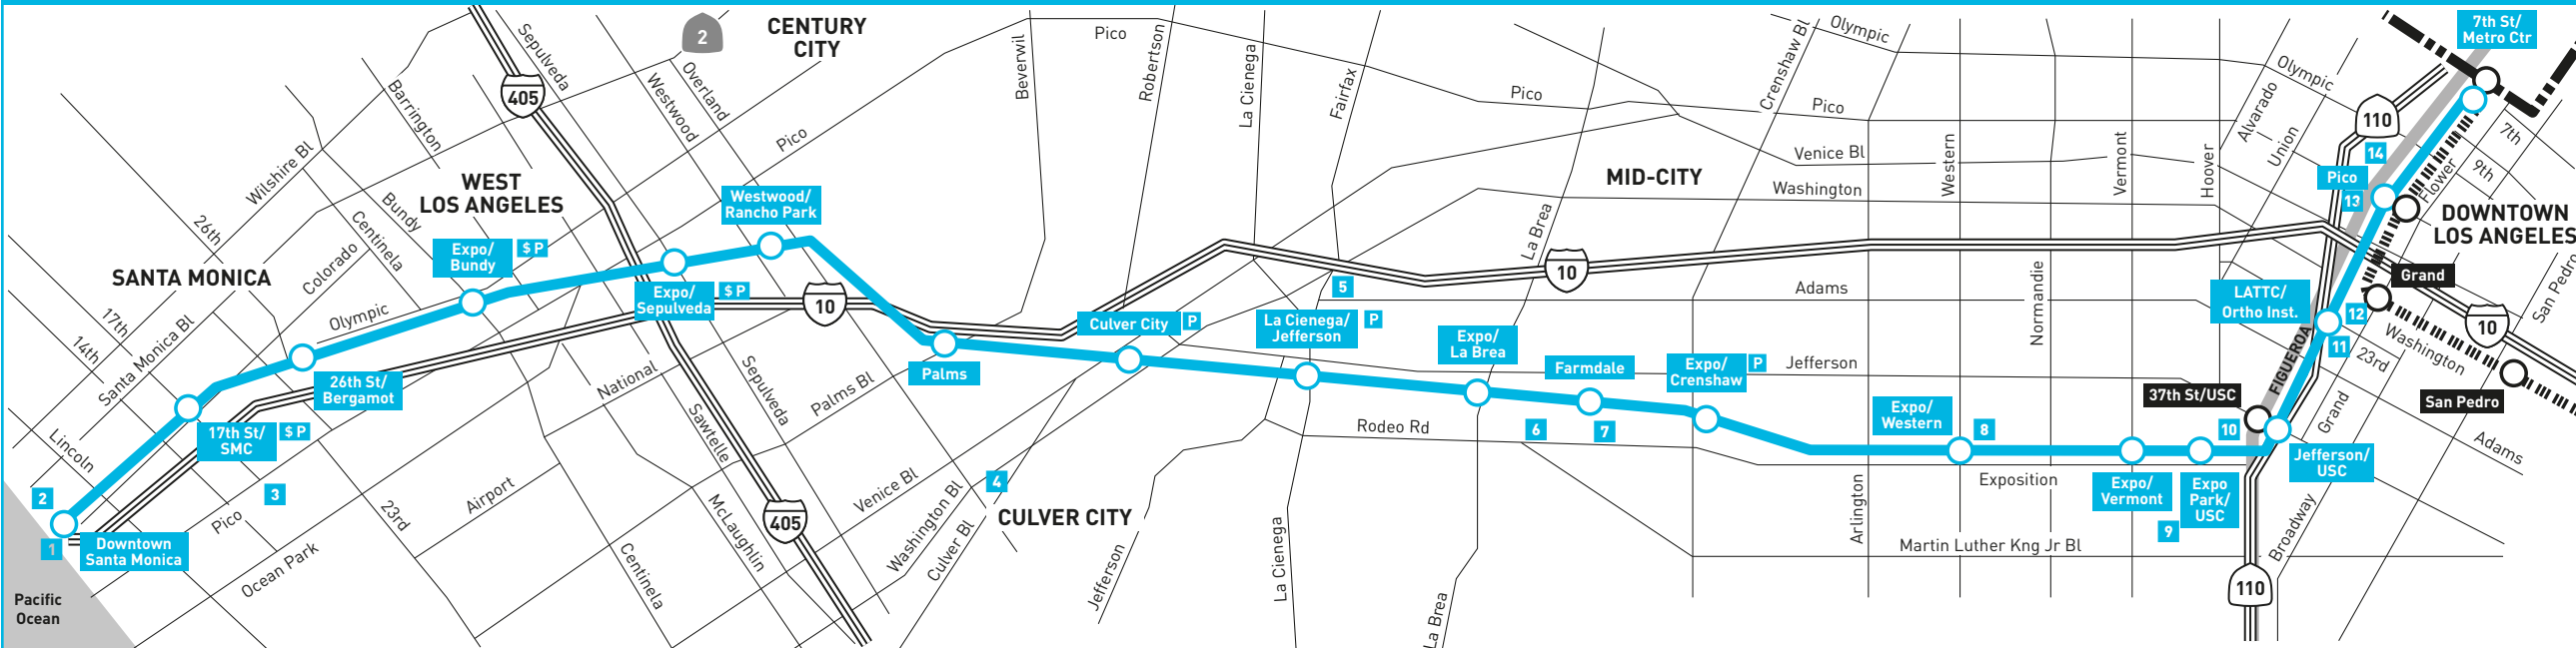 CENTURY
CITY
2
Sepulveda
405
Westwood
Overland
Pico
Beverwil
Robertson
La Cienega
Fairfax
Pico
Pico
Crenshaw Bl
Olympic
Pico
Olympic
7th St/
Metro Ctr
110
Alvarado
Union
7th
9th
14
Flower
Pico
13
DOWNTOWN
LOS ANGELES
Barrington
Wilshire Bl
WEST
LOS ANGELES
Bundy
Centinela
Colorado
26th
SANTA MONICA
17th
14th
Santa Monica Bl
Lincoln
Olympic
Expo/
Bundy
$ P
Westwood/
Rancho Park
Expo/
Sepulveda
$ P
10
MID-CITY
Venice Bl
Washington
Western
Vermont
Hoover
La Brea
10
5
Adams
Normandie
Culver City
P
La Cienega/
Jefferson
P
Expo/
La Brea
Farmdale
Expo/
Crenshaw
P
Jefferson
LATTC/
Ortho Inst.
12
11
Grand
10
San Pedro
23rd
Washington
FIGUEROA
San Pedro
37th St/USC
10
Grand
Adams
Jefferson/
USC
26th St/
Bergamot
17th St/
SMC
$ P
National
Sepulveda
Palms Bl
Palms
Sawtelle
Rodeo Rd
6
7
Expo/
Western
8
Exposition
Arlington
Expo/
Vermont
Expo
Park/
USC
9
Martin Luther Kng Jr Bl
Broadway
110
2
1
Downtown
Santa Monica
3
Pico
Ocean Park
23rd
Airport
Centinela
McLaughlin
405
Venice Bl
Washington Bl
Culver Bl
4
CULVER CITY
Jefferson
La Cienega
La Brea
Pacific
Ocean